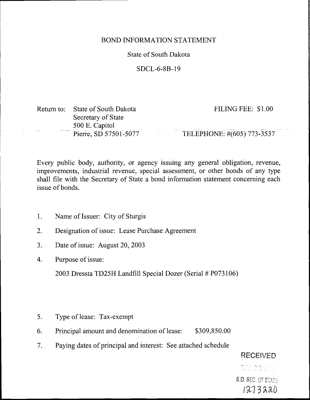 BOND INFORMATION STATEMENT
State of South Dakota
SDCL-6-8B-19
Return to: State of South Dakota FILING FEE: $1.00
Secretary of State
500 E. Capitol
Pierre, SD 57501-5077 TELEPHONE: #(605) 773-3537
Every public body, authority, or agency issuing any general obligation, revenue,
improvements, industrial revenue, special assessment, or other bonds of any type
shall file with the Secretary of State a bond information statement concerning each
issue of bonds.
1. Name of Issuer: City of Sturgis
2. Designation of issue: Lease Purchase Agreement
3. Date of issue: August 20, 2003
4. Purpose of issue:
2003 Dressta TD25H Landfill Special Dozer (Serial # P073106)
5. Type of lease: Tax-exempt
6. Principal amount and denomination of lease: $309,850.00
7. Paying dates of principal and interest: See attached schedule
RECEIVED
S.D. SEC. OF STATE
1273220